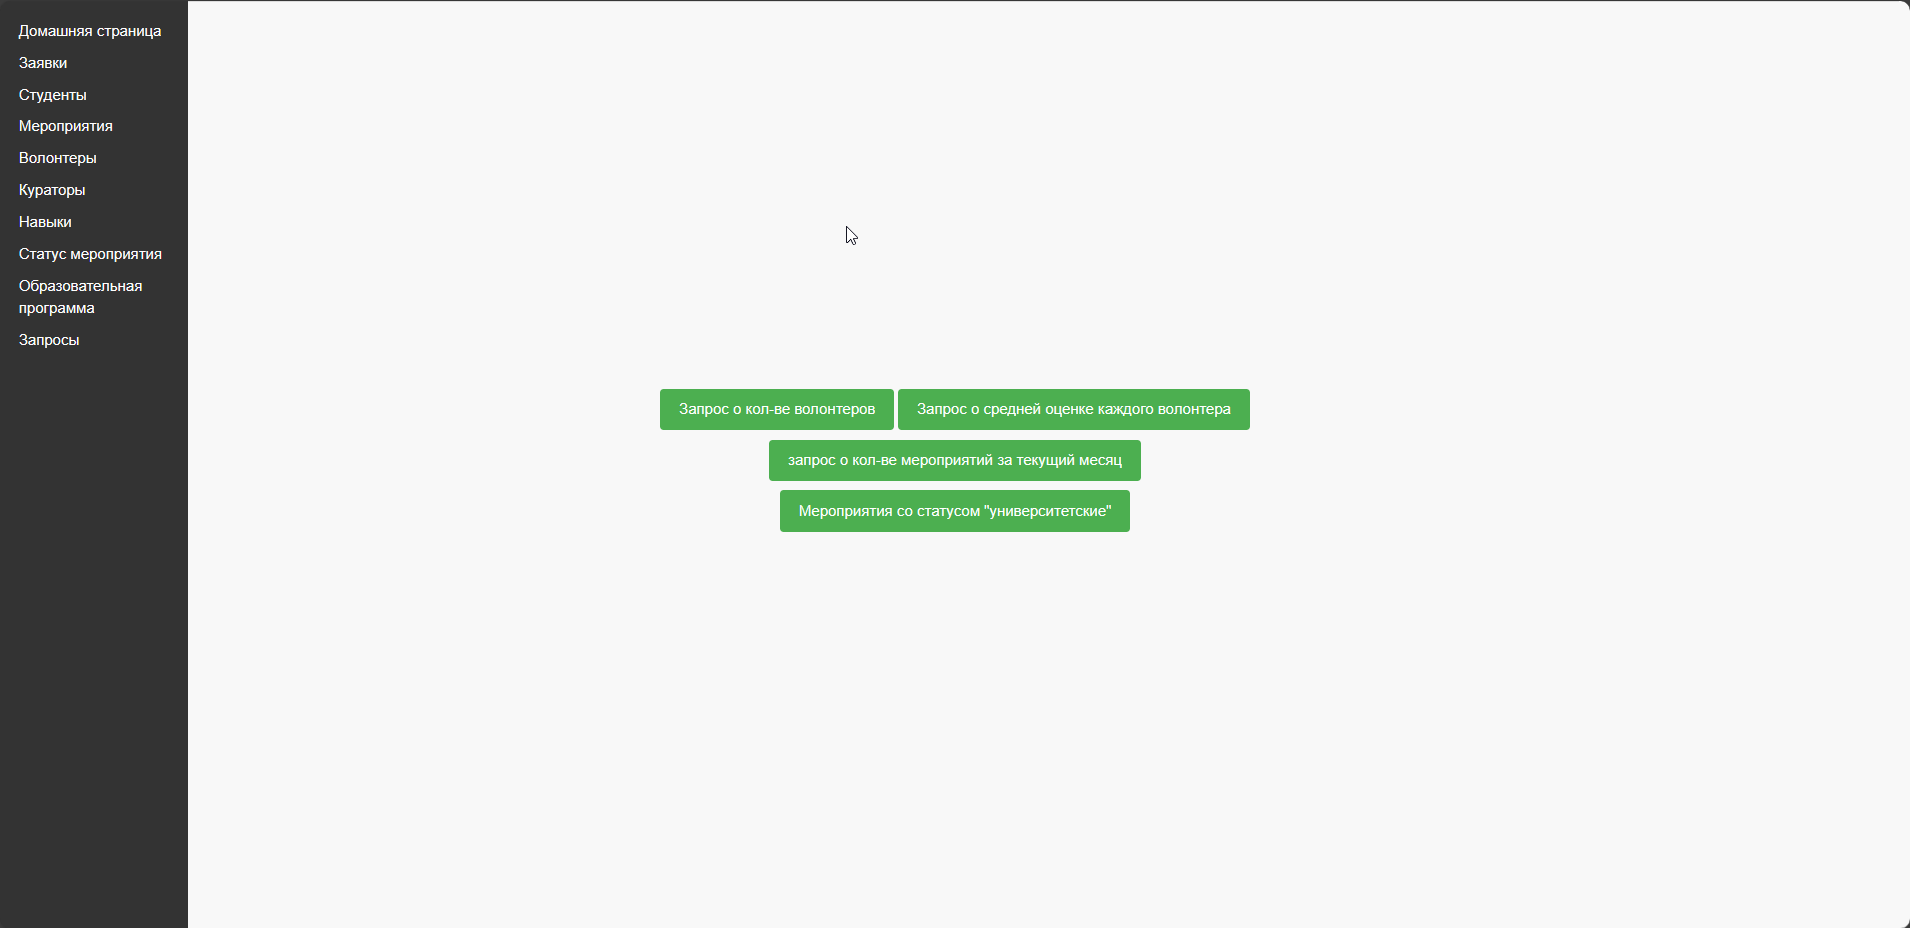 Домашняя страница
Заявки
Студенты
Мероприятия
Волонтеры
Кураторы
Навыки
Статус мероприятия
Образовательная
программа
Запросы
Запрос о кол-ве волонтеров
Запрос о средней оценке каждого волонтера
запрос о кол-ве мероприятий за текущий месяц
Мероприятия со статусом "университетские"